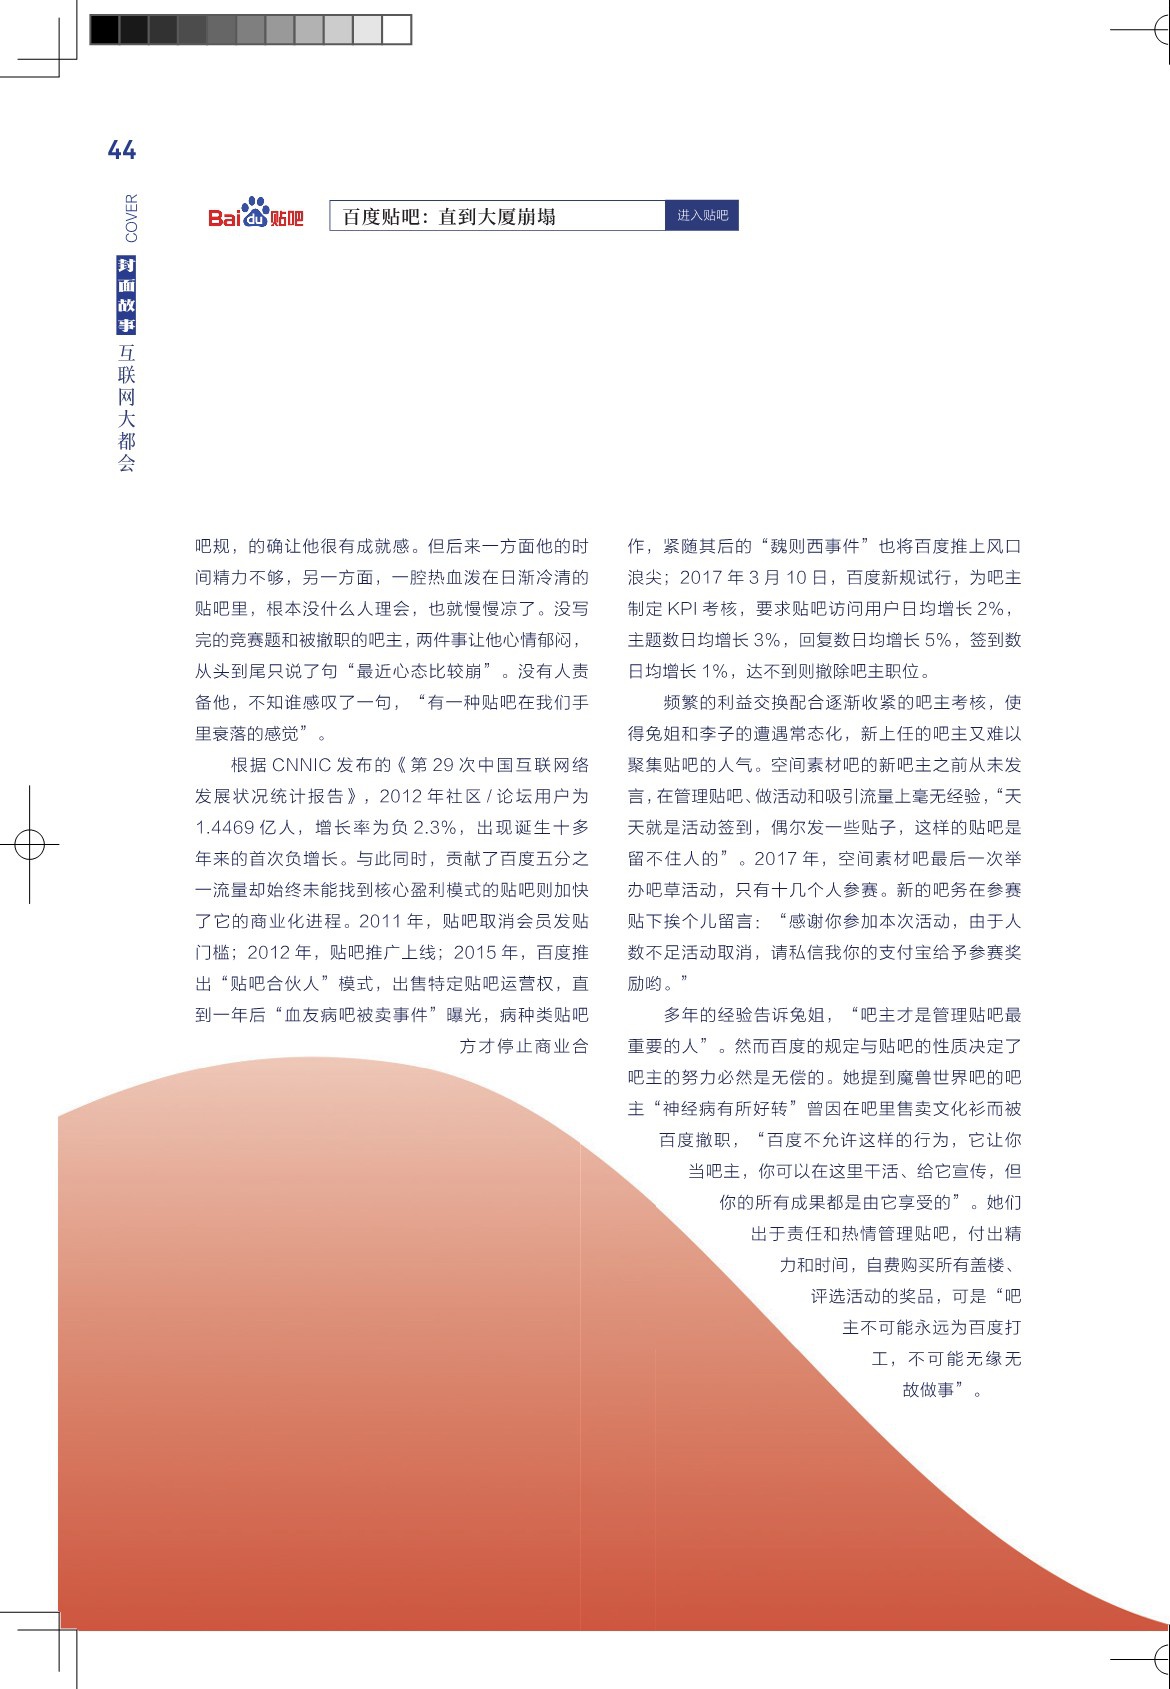 44
COVER
封面故事
互联网大都会
Bai du 贴吧
百度贴吧：直到大厦崩塌
进入贴吧
吧规，的确让他很有成就感。但后来一方面他的时
间精力不够，另一方面，一腔热血泼在日渐冷清的
贴吧里，根本没什么人理会，也就慢慢凉了。没写
完的竞赛题和被撤职的吧主，两件事让他心情郁闷，
从头到尾只说了句“最近心态比较崩”。没有人责
备他，不知谁感叹了一句，“有一种贴吧在我们手
里衰落的感觉”。
根据 CNNIC 发布的《第 29 次中国互联网络
发展状况统计报告》，2012 年社区 / 论坛用户为
1.4469 亿人，增长率为负 2.3%，出现诞生十多
年来的首次负增长。与此同时，贡献了百度五分之
一流量却始终未能找到核心盈利模式的贴吧则加快
了它的商业化进程。2011 年，贴吧取消会员发贴
门槛；2012 年，贴吧推广上线；2015 年，百度推
出“贴吧合伙人”模式，出售特定贴吧运营权，直
到一年后“血友病吧被卖事件”曝光，病种类贴吧
方才停止商业合
作，紧随其后的“魏则西事件”也将百度推上风口
浪尖；2017 年 3 月 10 日，百度新规试行，为吧主
制定 KPI 考核，要求贴吧访问用户日均增长 2%，
主题数日均增长 3%，回复数日均增长 5%，签到数
日均增长 1%，达不到则撤除吧主职位。
频繁的利益交换配合逐渐收紧的吧主考核，使
得兔姐和李子的遭遇常态化，新上任的吧主又难以
聚集贴吧的人气。空间素材吧的新吧主之前从未发
言，在管理贴吧、做活动和吸引流量上毫无经验，“天
天就是活动签到，偶尔发一些贴子，这样的贴吧是
留不住人的”。2017 年，空间素材吧最后一次举
办吧草活动，只有十几个人参赛。新的吧务在参赛
贴下挨个儿留言：“感谢你参加本次活动，由于人
数不足活动取消，请私信我你的支付宝给予参赛奖
励哟。”
多年的经验告诉兔姐，“吧主才是管理贴吧最
重要的人”。然而百度的规定与贴吧的性质决定了
吧主的努力必然是无偿的。她提到魔兽世界吧的吧
主“神经病有所好转”曾因在吧里售卖文化衫而被
百度撤职，“百度不允许这样的行为，它让你
当吧主，你可以在这里干活、给它宣传，但
你的所有成果都是由它享受的”。她们
出于责任和热情管理贴吧，付出精
力和时间，自费购买所有盖楼、
评选活动的奖品，可是“吧
主不可能永远为百度打
工，不可能无缘无
故做事”。